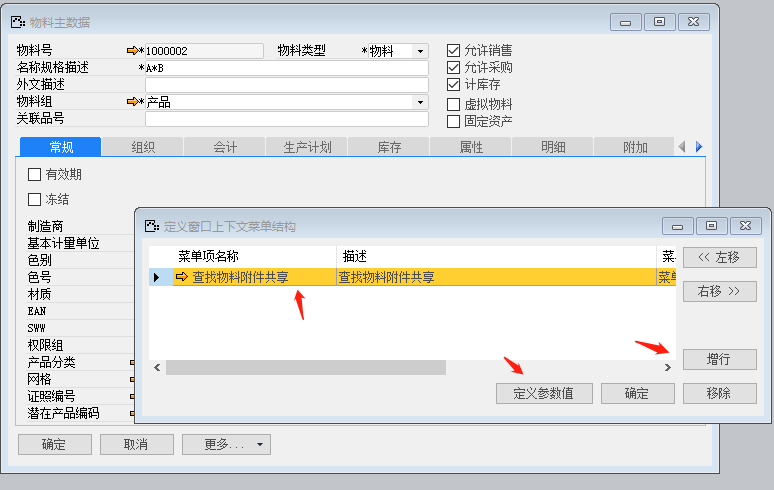 物料主数据
物料号 *1000002 物料类型 *物料 允许销售
名称规格描述 *A*B 允许采购
外文描述 计库存
物料组 *产品 虚拟物料
关联品号 固定资产
常规 组织 会计 生产计划 库存 属性 明细 附加
有效期
冻结
定义窗口上下文菜单结构
制造商
基本计量单位
色别
色号
材质
EAN
SWW
权限组
产品分类
网格
证照编号
潜在产品编码
菜单项名称 描述
查找物料附件共享 查找物料附件共享 菜单
<< 左移
右移 >>
增行
定义参数值 确定 移除
确定 取消 更多...